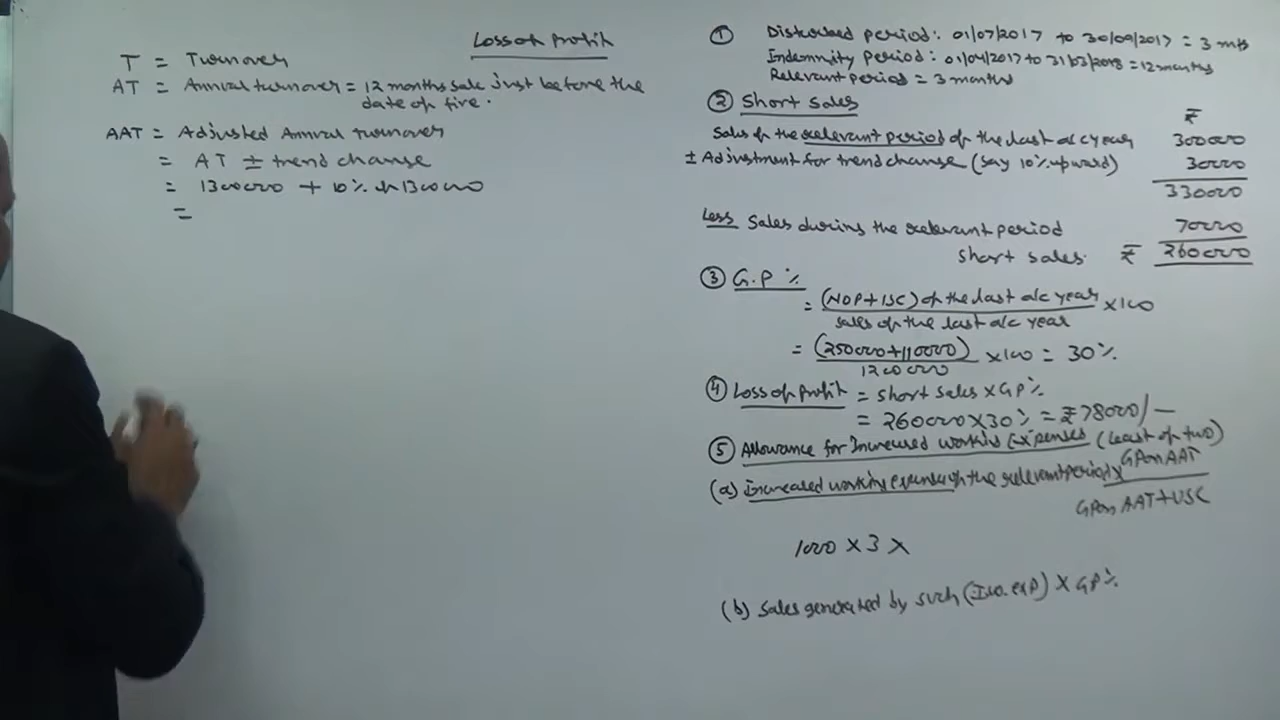 Loss of Profit
T = Turnover
AT = Annual turnover = 12 months sale just before the
date of fire.
AAT = Adjusted Annual turnover
= AT ± trend change
= 1300000 + 10% of 1300000
=
① Disturbed period: 01/07/2017 to 30/09/2017 = 3 mths
Indemnity period: 01/04/2017 to 31/03/2018 = 12 months
Relevant period = 3 months
② Short Sales ₹
Sales of the relevant period of the last a/c year 300000
± Adjustment for trend change (say 10% upward) 30000
330000
Less Sales during the relevant period 70000
Short sales ₹ 260000
③ G.P %
= (NOP + ISC) of the last a/c year × 100
sales of the last a/c year
= (250000 + 110000) × 100 = 30%
1200000
④ Loss of Profit = short sales × GP%
= 260000 × 30% = ₹ 78000/-
⑤ Allowance for Increased working Expenses (least of two)
(a) Increased working expenses of the relevant period × GP on AAT
GP on AAT + USC
1000 × 3 ×
(b) Sales generated by such (Inc. exp) × GP%